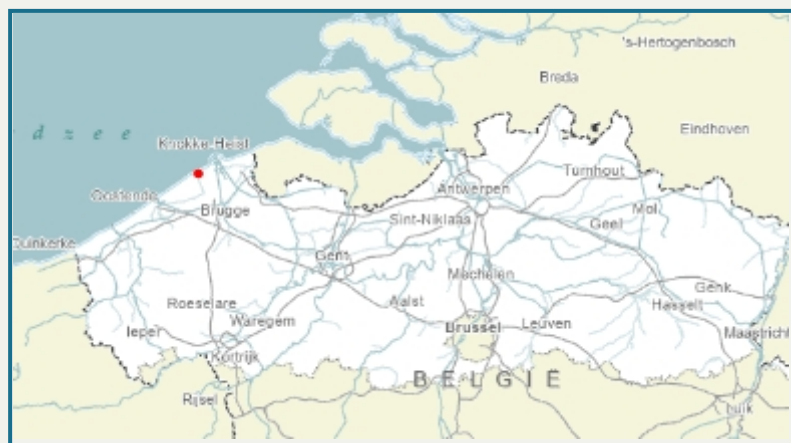 's-Hertogenbosch
Breda
d z e e
Eindhoven
Knokke-Heist
Turnhout
Antwerpen
Oostende
Mol
Brugge
Sint-Niklaas
Geel
Duinkerke
Gent
Mechelen
Genk
Roeselare
Aalst
Hasselt
Waregem
Ieper
Brussel
Leuven
Maastricht
Kortrijk
BELGIË
Rijsel
Luik